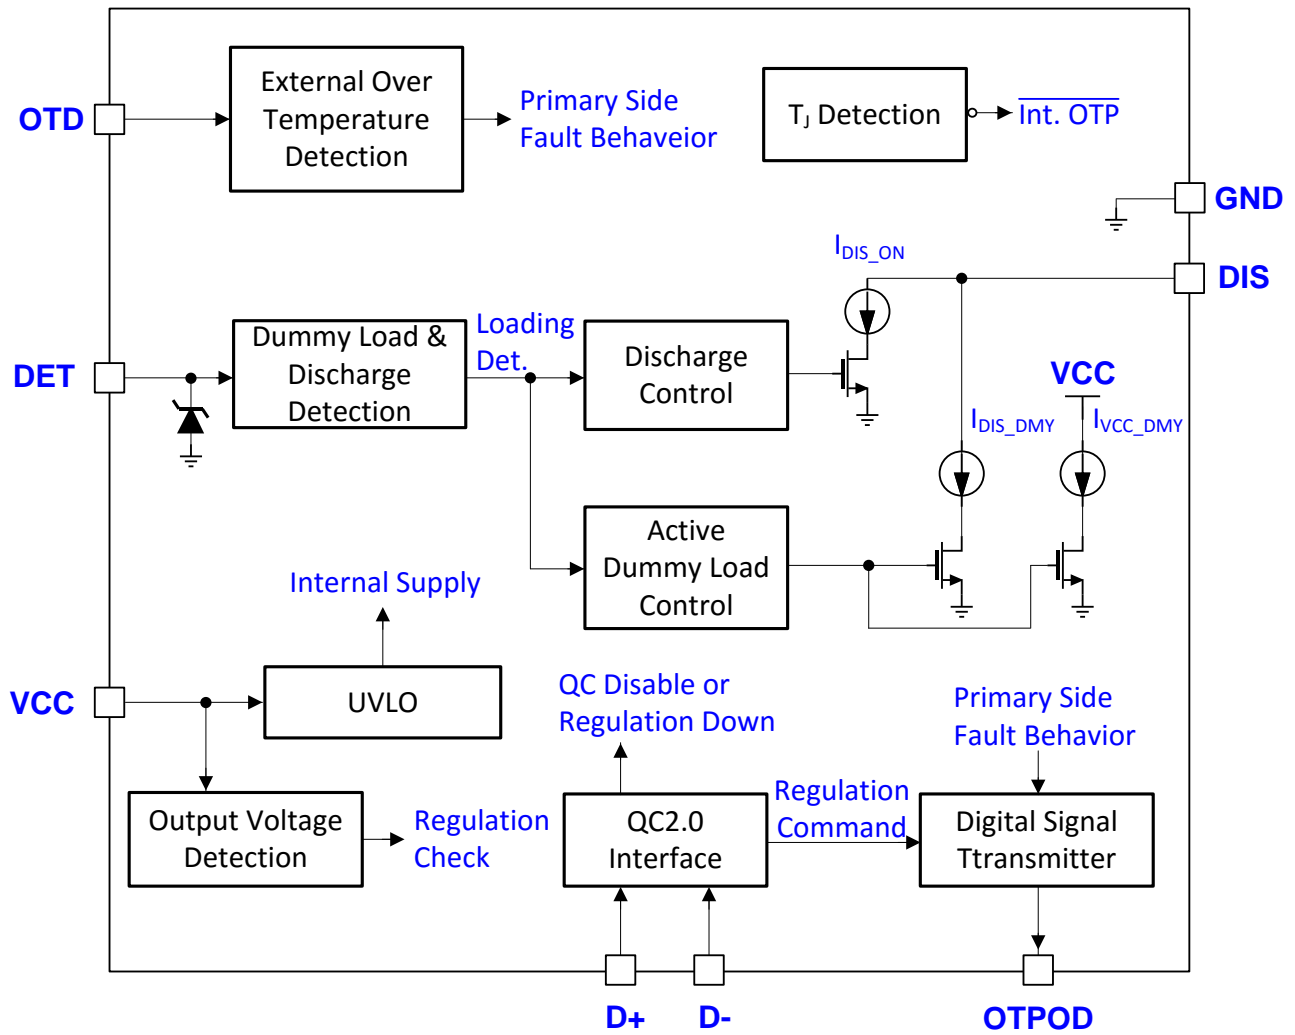 External Over
Temperature
Detection
OTD
Primary Side
Fault Behaveior
TJ Detection
Int. OTP
GND
IDIS_ON
DIS
Dummy Load &
Discharge
Detection
DET
Loading
Det.
Discharge
Control
VCC
IDIS_DMY
IVCC_DMY
Active
Dummy Load
Control
Internal Supply
VCC
UVLO
QC Disable or
Regulation Down
Primary Side
Fault Behavior
Output Voltage
Detection
Regulation
Check
QC2.0
Interface
Regulation
Command
Digital Signal
Ttransmitter
D+
D-
OTPOD